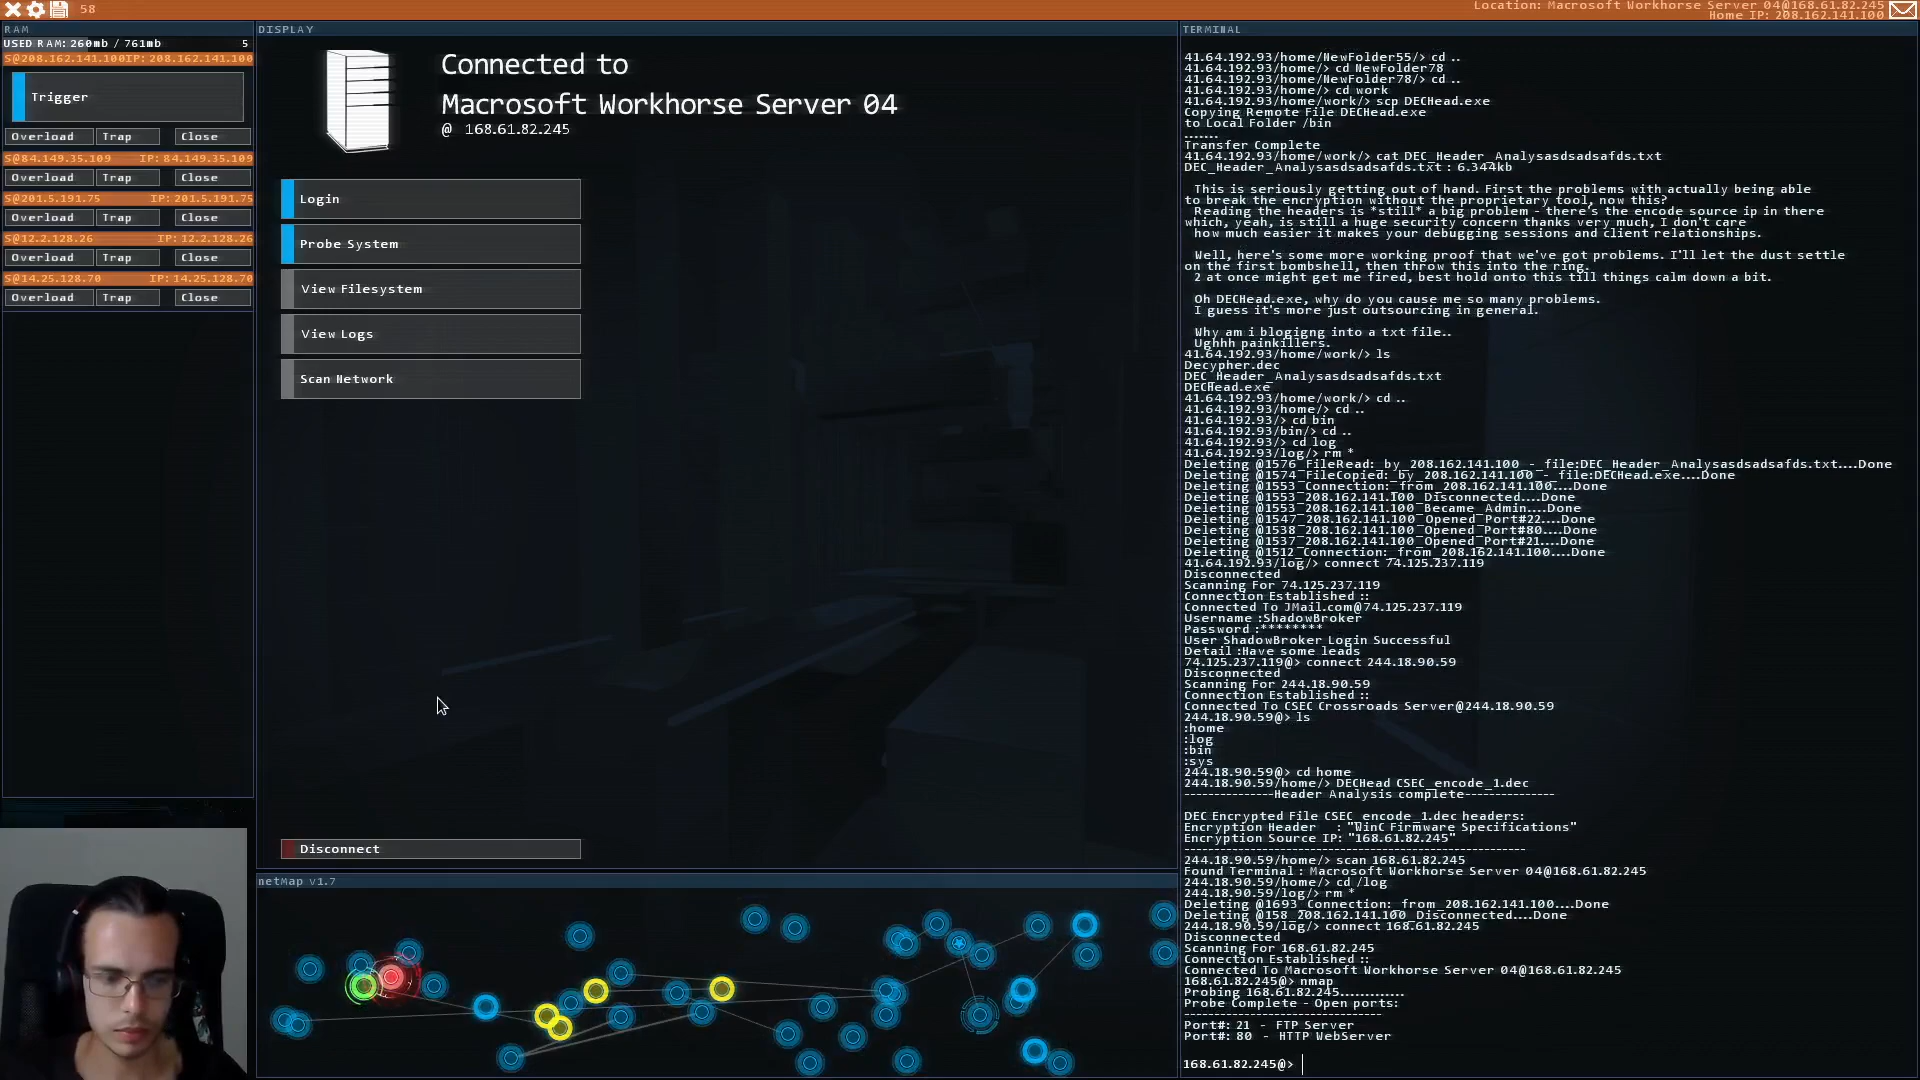 58
Location: Macrosoft Workhorse Server 04@168.61.82.245
Home IP: 208.162.141.100
RAM
USED RAM: 260mb / 761mb 5
S@208.162.141.100 IP: 208.162.141.100
Trigger
Overload Trap Close
S@84.149.35.109 IP: 84.149.35.109
Overload Trap Close
S@201.5.191.75 IP: 201.5.191.75
Overload Trap Close
S@12.2.128.26 IP: 12.2.128.26
Overload Trap Close
S@14.25.128.70 IP: 14.25.128.70
Overload Trap Close
DISPLAY
Connected to
Macrosoft Workhorse Server 04
@ 168.61.82.245
Login
Probe System
View Filesystem
View Logs
Scan Network
Disconnect
netMap v1.7
TERMINAL
41.64.192.93/home/NewFolder55/> cd ..
41.64.192.93/home/> cd NewFolder78
41.64.192.93/home/NewFolder78/> cd ..
41.64.192.93/home/> cd work
41.64.192.93/home/work/> scp DECHead.exe
Copying Remote File DECHead.exe
to Local Folder /bin
.......
Transfer Complete
41.64.192.93/home/work/> cat DEC_Header_Analysasdsadsafds.txt
DEC_Header_Analysasdsadsafds.txt : 6.344kb
This is seriously getting out of hand. First the problems with actually being able
to break the encryption without the proprietary tool, now this?
Reading the headers is *still* a big problem - there's the encode source ip in there
which, yeah, is still a huge security concern thanks very much, I don't care
how much easier it makes your debugging sessions and client relationships.
Well, here's some more working proof that we've got problems. I'll let the dust settle
on the first bombshell, then throw this into the ring.
2 at once might get me fired, best hold onto this till things calm down a bit.
Oh DECHead.exe, why do you cause me so many problems.
I guess it's more just outsourcing in general.
Why am i blogigng into a txt file..
Ughhh painkillers.
41.64.192.93/home/work/> ls
Decypher.dec
DEC_Header_Analysasdsadsafds.txt
DECHead.exe
41.64.192.93/home/work/> cd ..
41.64.192.93/home/> cd ..
41.64.192.93/> cd bin
41.64.192.93/bin/> cd ..
41.64.192.93/> cd log
41.64.192.93/log/> rm *
Deleting @1576_FileRead:_by_208.162.141.100_-_file:DEC_Header_Analysasdsadsafds.txt....Done
Deleting @1574_FileCopied:_by_208.162.141.100_-_file:DECHead.exe....Done
Deleting @1553_Connection:_from_208.162.141.100....Done
Deleting @1553_208.162.141.100_Disconnected....Done
Deleting @1553_208.162.141.100_Became_Admin....Done
Deleting @1547_208.162.141.100_Opened_Port#22....Done
Deleting @1538_208.162.141.100_Opened_Port#80....Done
Deleting @1537_208.162.141.100_Opened_Port#21....Done
Deleting @1512_Connection:_from_208.162.141.100....Done
41.64.192.93/log/> connect 74.125.237.119
Disconnected
Scanning For 74.125.237.119
Connection Established ::
Connected To JMail.com@74.125.237.119
Username :ShadowBroker
Password :********
User ShadowBroker Login Successful
Detail :Have some leads
74.125.237.119@> connect 244.18.90.59
Disconnected
Scanning For 244.18.90.59
Connection Established ::
Connected To CSEC Crossroads Server@244.18.90.59
244.18.90.59@> ls
:home
:log
:bin
:sys
244.18.90.59@> cd home
244.18.90.59/home/> DECHead CSEC_encode_1.dec
---------------Header Analysis complete---------------
DEC Encrypted File CSEC_encode_1.dec headers:
Encryption Header : "WinC Firmware Specifications"
Encryption Source IP: "168.61.82.245"
---------------------------------------------------------
244.18.90.59/home/> scan 168.61.82.245
Found Terminal : Macrosoft Workhorse Server 04@168.61.82.245
244.18.90.59/home/> cd /log
244.18.90.59/log/> rm *
Deleting @1693_Connection:_from_208.162.141.100....Done
Deleting @158_208.162.141.100_Disconnected....Done
244.18.90.59/log/> connect 168.61.82.245
Disconnected
Scanning For 168.61.82.245
Connection Established ::
Connected To Macrosoft Workhorse Server 04@168.61.82.245
168.61.82.245@> nmap
Probing 168.61.82.245.............
Probe Complete - Open ports:
---------------------------------
Port#: 21 - FTP Server
Port#: 80 - HTTP WebServer
168.61.82.245@>